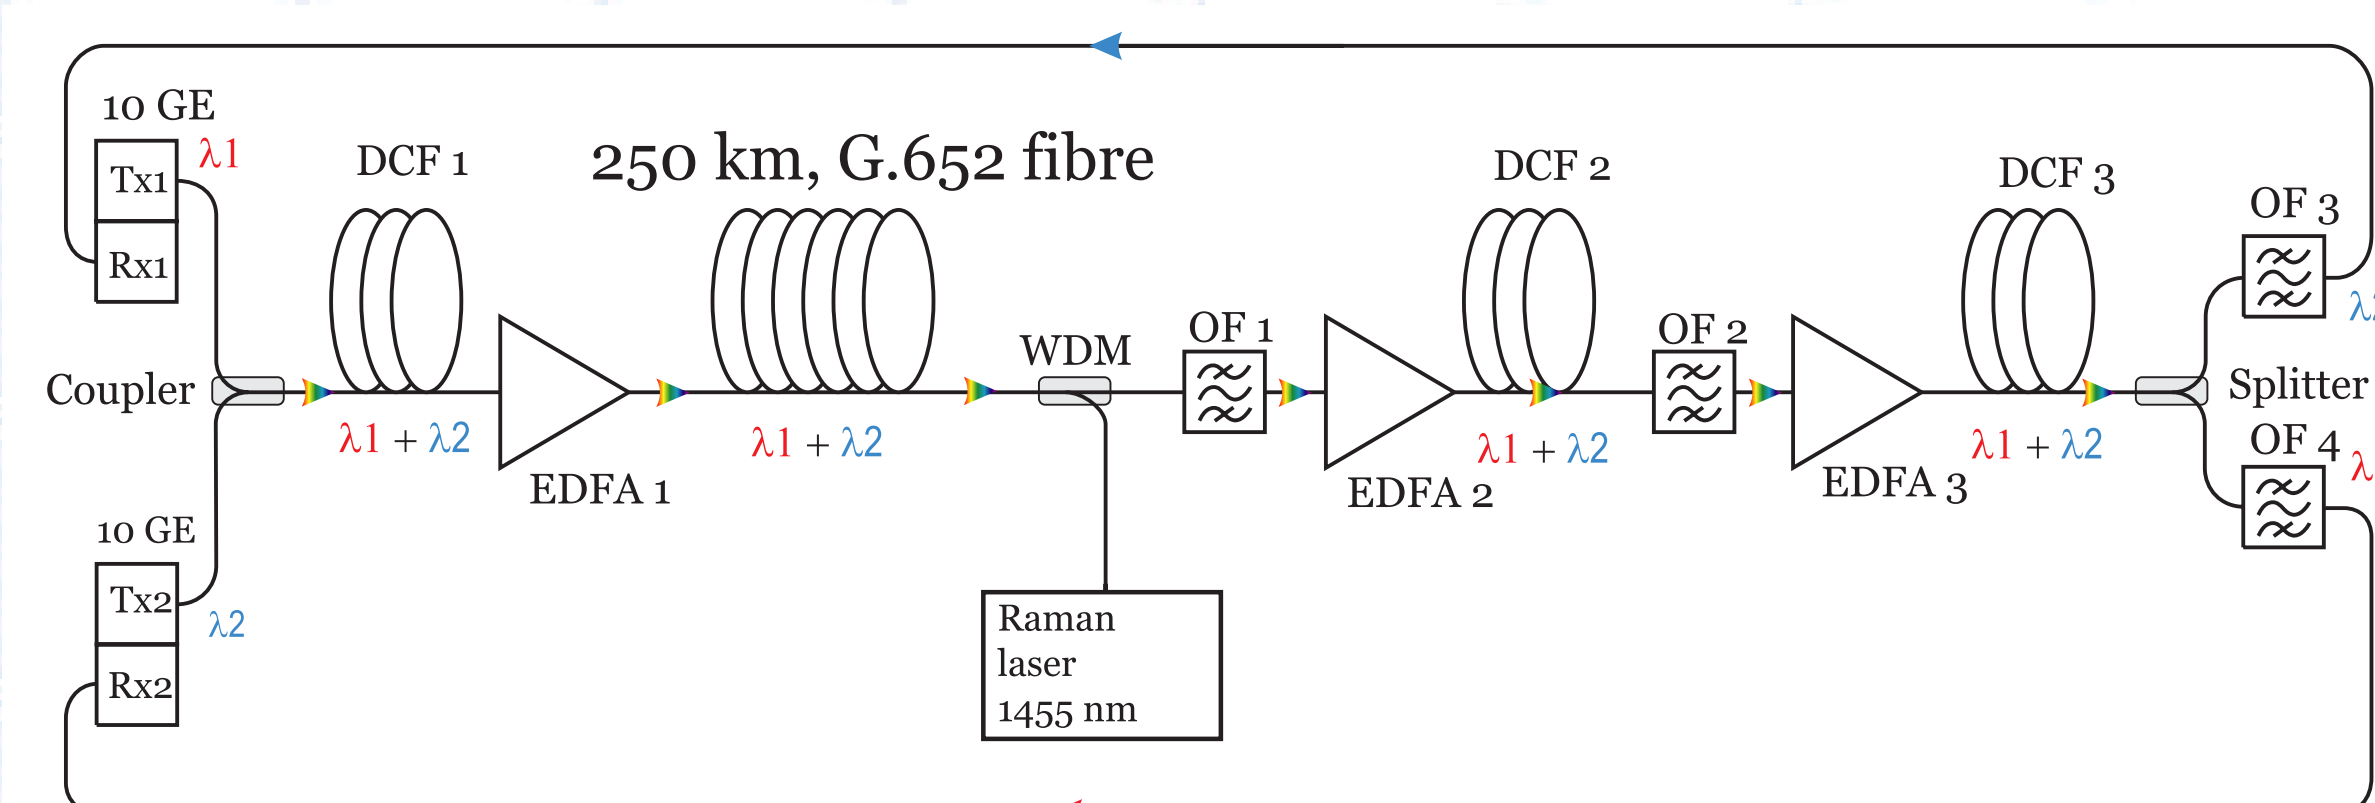 10 GE
λ1
Tx1
Rx1
DCF 1
250 km, G.652 fibre
DCF 2
DCF 3
OF 3
Coupler
λ1 + λ2
EDFA 1
λ1 + λ2
WDM
OF 1
EDFA 2
λ1 + λ2
OF 2
EDFA 3
λ1 + λ2
Splitter
OF 4
λ
10 GE
Tx2
λ2
Rx2
Raman
laser
1455 nm